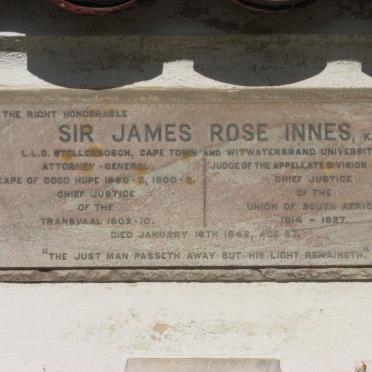 THE RIGHT HONOURABLE
SIR JAMES ROSE INNES, K.
L.L.D. STELLENBOSCH, CAPE TOWN AND WITWATERSRAND UNIVERSIT
ATTORNEY - GENERAL
CAPE OF GOOD HOPE 1890-3, 1900-2.
CHIEF JUSTICE
OF THE
TRANSVAAL 1902-10.
JUDGE OF THE APPELLATE DIVISION
CHIEF JUSTICE
OF THE
UNION OF SOUTH AFRIC
1914 - 1927.
DIED JANUARY 16TH 1942, AGE 87.
"THE JUST MAN PASSETH AWAY BUT HIS LIGHT REMAINETH."